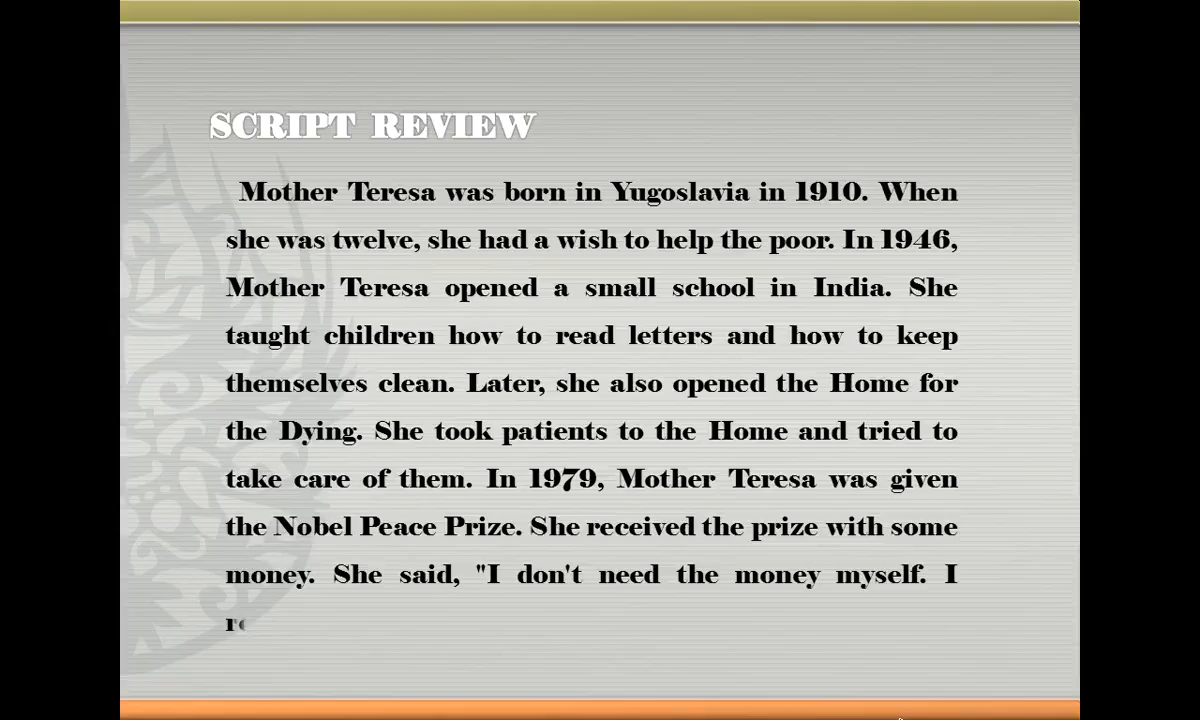 SCRIPT REVIEW
Mother Teresa was born in Yugoslavia in 1910. When
she was twelve, she had a wish to help the poor. In 1946,
Mother Teresa opened a small school in India. She
taught children how to read letters and how to keep
themselves clean. Later, she also opened the Home for
the Dying. She took patients to the Home and tried to
take care of them. In 1979, Mother Teresa was given
the Nobel Peace Prize. She received the prize with some
money. She said, "I don't need the money myself. I